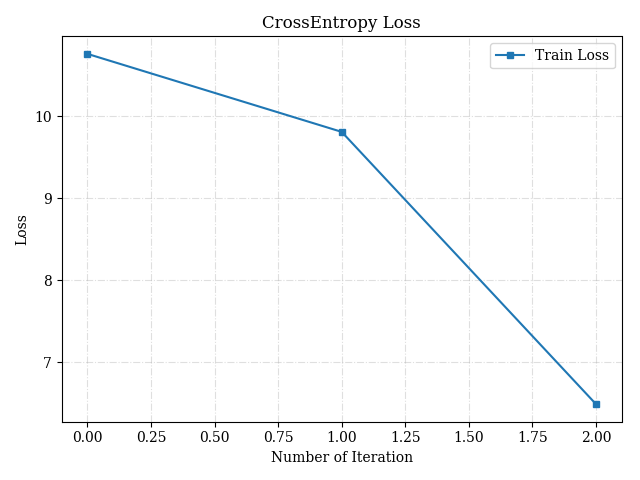 CrossEntropy Loss
Train Loss
10
9
8
7
Loss
0.00 0.25 0.50 0.75 1.00 1.25 1.50 1.75 2.00
Number of Iteration